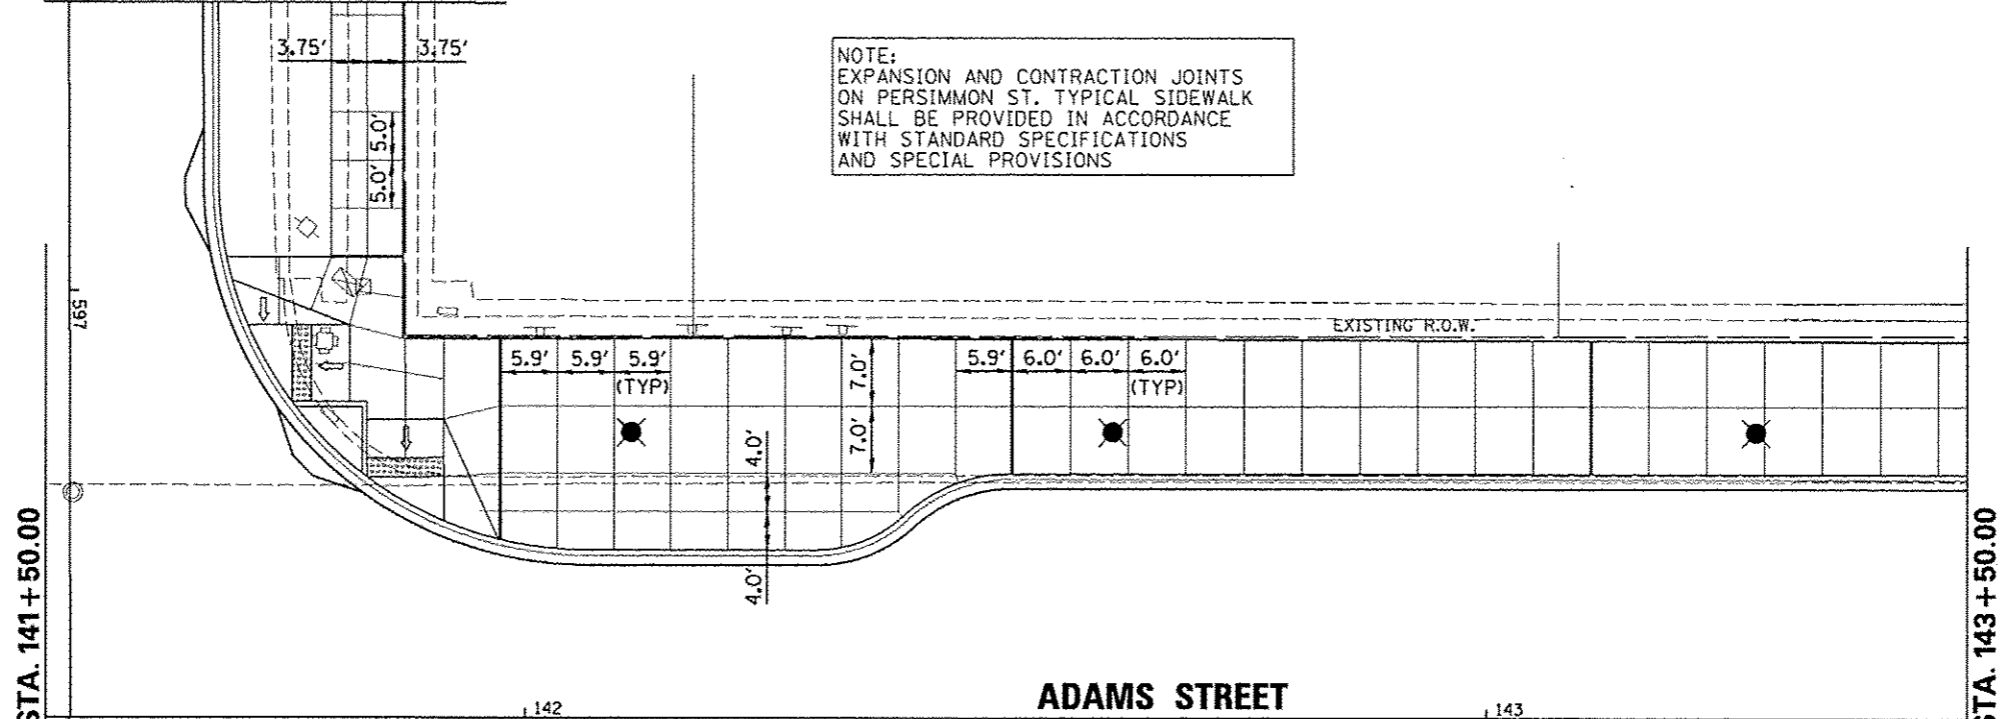 3.75'
3.75'
NOTE:
EXPANSION AND CONTRACTION JOINTS
ON PERSIMMON ST. TYPICAL SIDEWALK
SHALL BE PROVIDED IN ACCORDANCE
WITH STANDARD SPECIFICATIONS
AND SPECIAL PROVISIONS
5.0'
5.0'
597
EXISTING R.O.W.
5.9'
5.9'
5.9'
(TYP)
7.0'
7.0'
5.9'
6.0'
6.0'
6.0'
(TYP)
4.0'
4.0'
STA. 141+50.00
STA. 143+50.00
ADAMS STREET
142
143